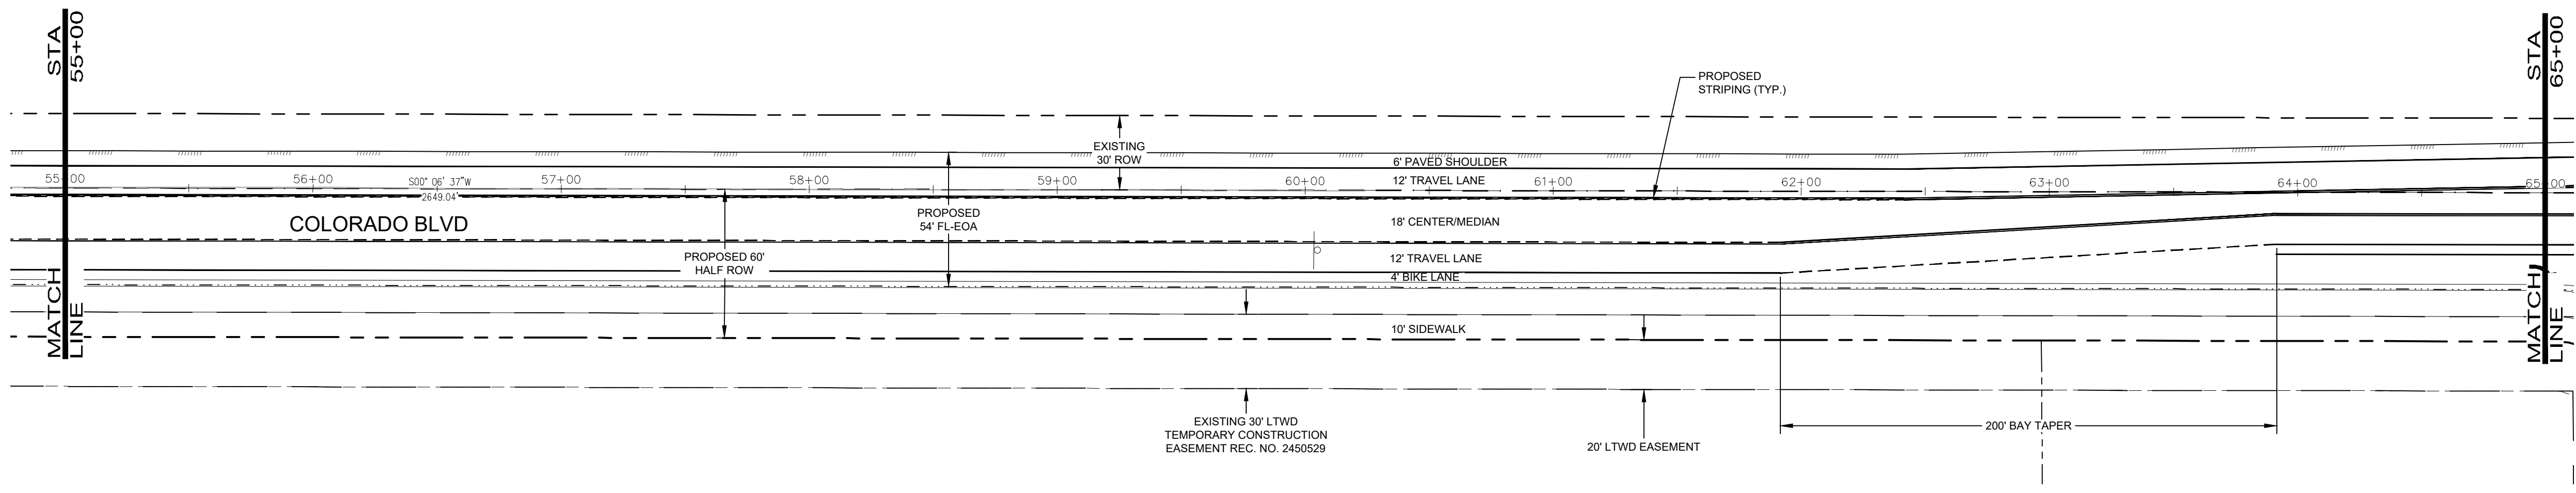 STA
55+00
STA
65+00
PROPOSED
STRIPING (TYP.)
EXISTING
30' ROW
6' PAVED SHOULDER
55+00
56+00
S00° 06' 37"W
2649.04'
57+00
58+00
59+00
60+00
12' TRAVEL LANE
61+00
62+00
63+00
64+00
65+00
COLORADO BLVD
PROPOSED
54' FL-EOA
18' CENTER/MEDIAN
PROPOSED 60'
HALF ROW
12' TRAVEL LANE
4' BIKE LANE
MATCH
LINE
10' SIDEWALK
MATCH
LINE
EXISTING 30' LTWD
TEMPORARY CONSTRUCTION
EASEMENT REC. NO. 2450529
20' LTWD EASEMENT
200' BAY TAPER